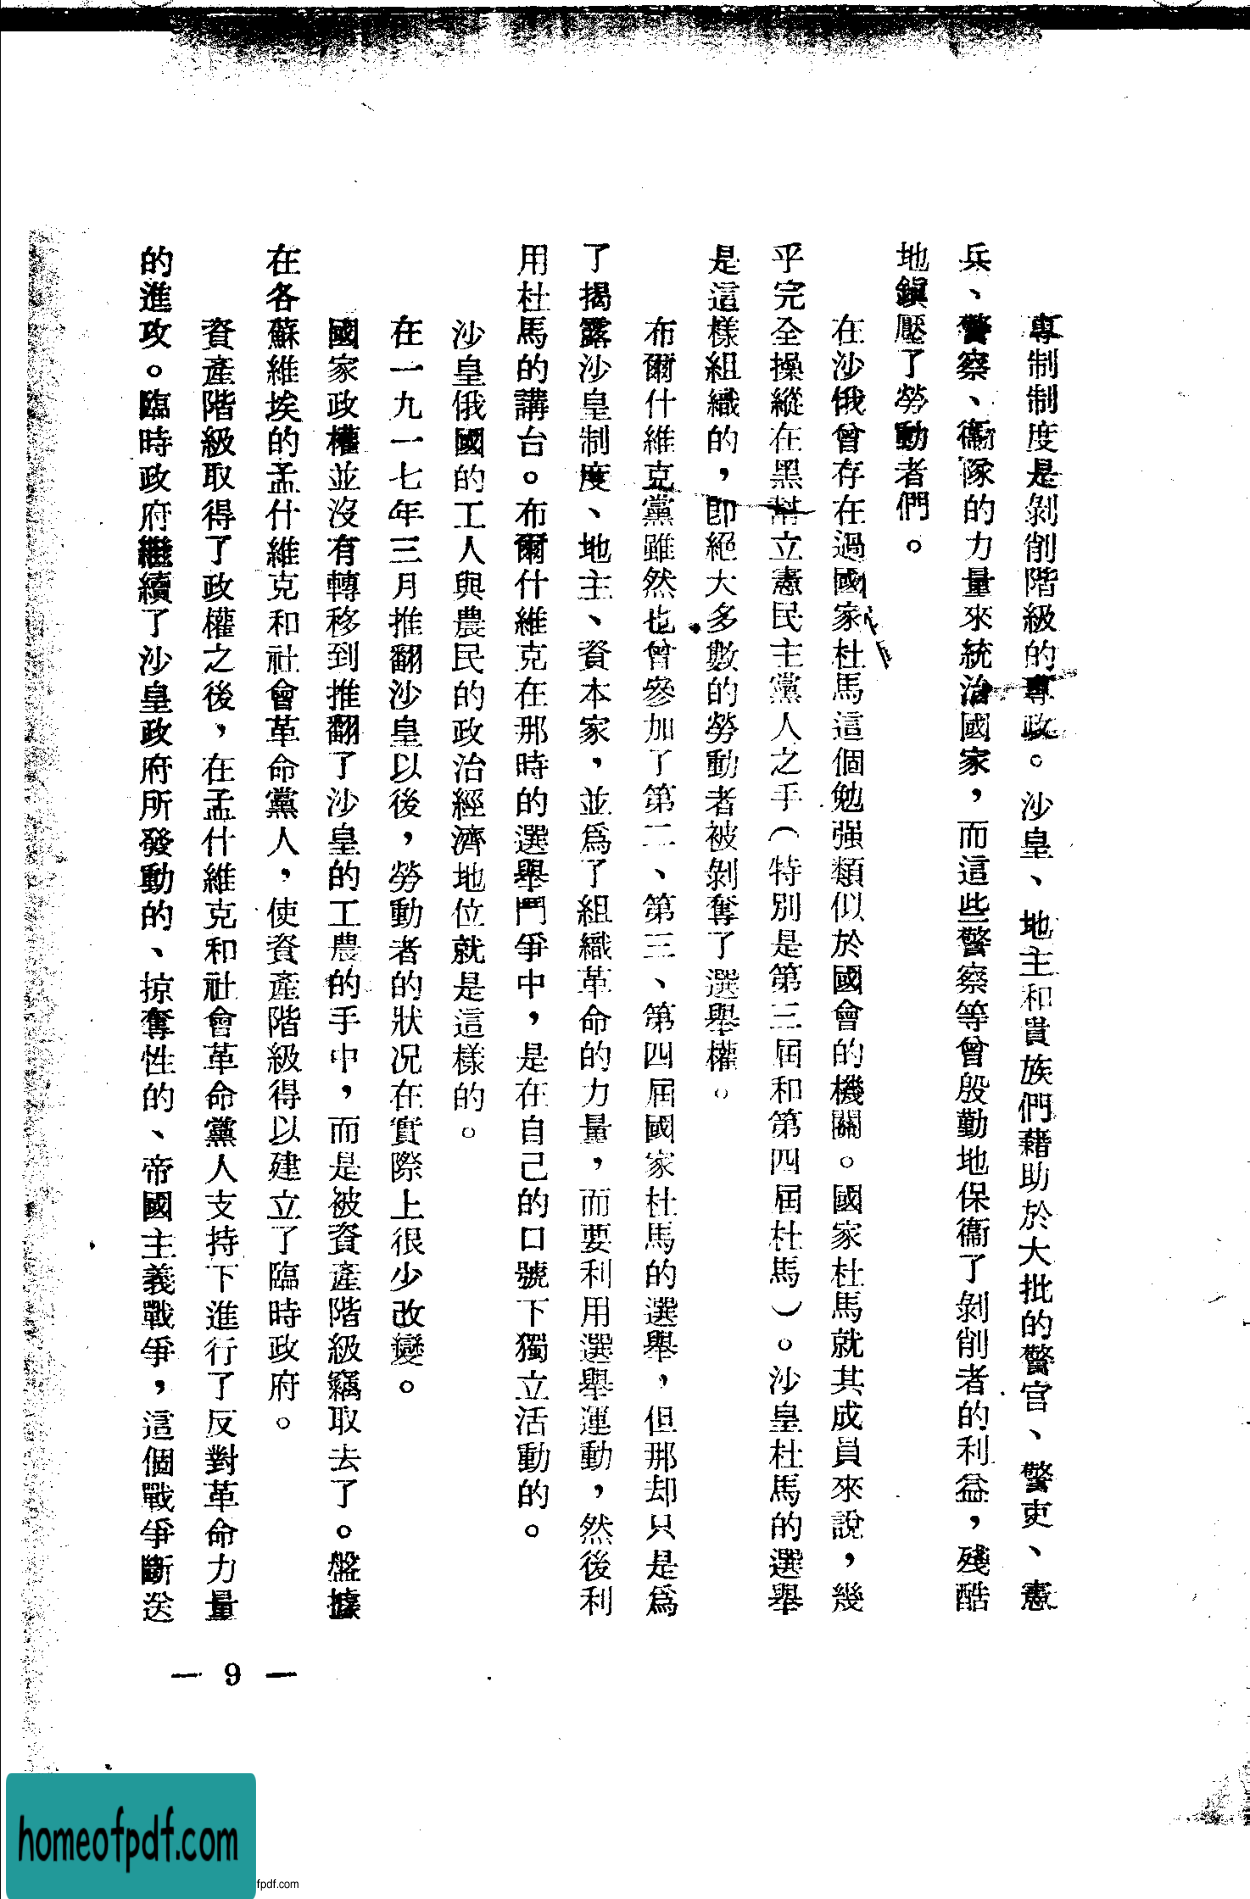 專制制度是剝削階級的專政。沙皇、地主和貴族們藉助於大批的警官、警吏、憲
兵、警察、衞隊的力量來統治國家，而這些警察等曾殷勤地保衞了剝削者的利益，殘酷
地鎭壓了勞動者們。
在沙俄曾存在過國家杜馬這個勉强類似於國會的機關。國家杜馬就其成員來說，幾
乎完全操縱在黑幫立憲民主黨人之手（特別是第三屆和第四屆杜馬）。沙皇杜馬的選舉
是這樣組織的，卽絕大多數的勞動者被剝奪了選舉權。
布爾什維克黨雖然也曾參加了第二、第三、第四屆國家杜馬的選舉，但那却只是爲
了揭露沙皇制度、地主、資本家，並爲了組織革命的力量，而要利用選舉運動，然後利
用杜馬的講台。布爾什維克在那時的選舉鬥爭中，是在自己的口號下獨立活動的。
沙皇俄國的工人與農民的政治經濟地位就是這樣的。
在一九一七年三月推翻沙皇以後，勞動者的狀况在實際上很少改變。
國家政權並沒有轉移到推翻了沙皇的工農的手中，而是被資產階級竊取去了。盤據
在各蘇維埃的孟什維克和社會革命黨人，使資產階級得以建立了臨時政府。
資產階級取得了政權之後，在孟什維克和社會革命黨人支持下進行了反對革命力量
的進攻。臨時政府繼續了沙皇政府所發動的、掠奪性的、帝國主義戰爭，這個戰爭斷送
— 9 —
homeofpdf.com
fpdf.com